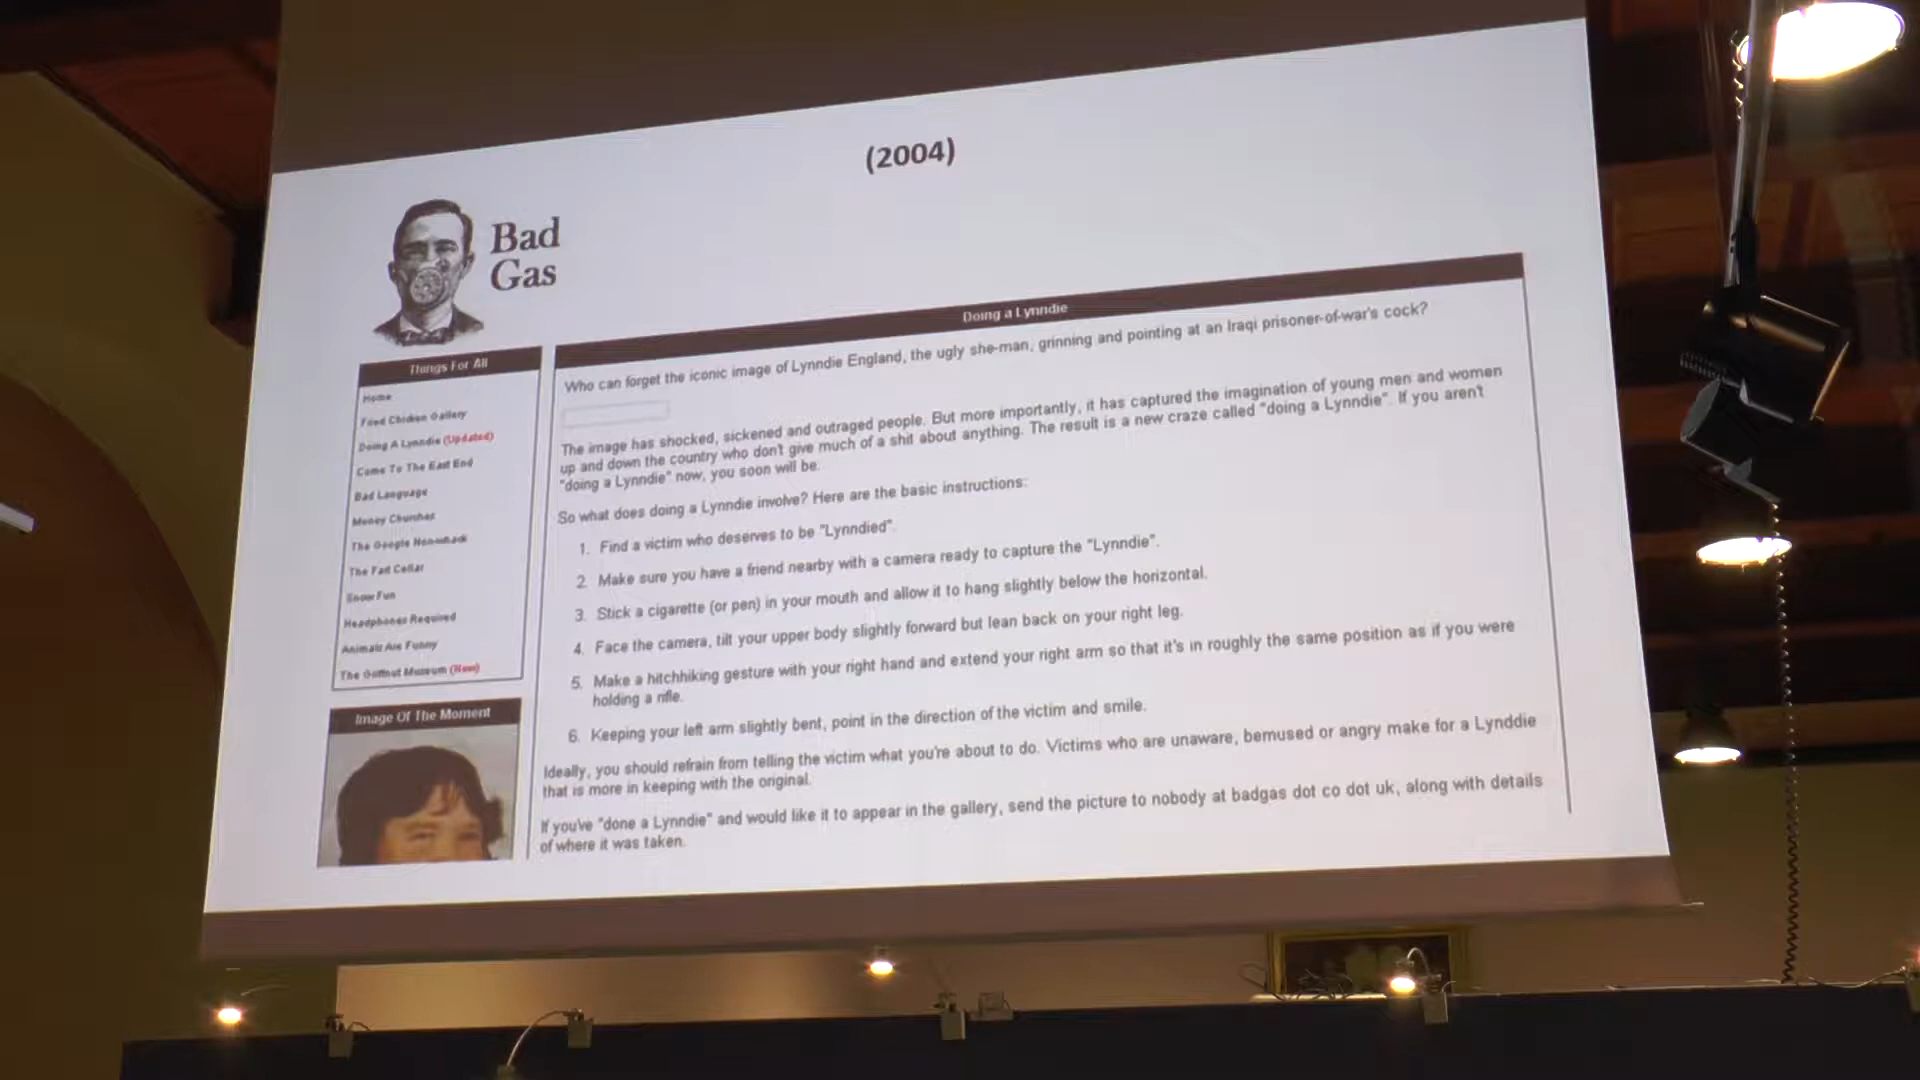 (2004)
Bad
Gas
Things For All
Home
Fried Chicken Gallery
Doing A Lynndie (Updated)
Come To The East End
Bad Language
Money Churches
The Google
The Fat Cellar
Snow Fun
Headphones Required
Animals Are Funny
The Museum (New)
Image Of The Moment
Doing a Lynndie
Who can forget the iconic image of Lynndie England, the ugly she-man, grinning and pointing at an Iraqi prisoner-of-war's cock?
The image has shocked, sickened and outraged people. But more importantly, it has captured the imagination of young men and women
up and down the country who don't give much of a shit about anything. The result is a new craze called "doing a Lynndie". If you aren't
"doing a Lynndie" now, you soon will be.
So what does doing a Lynndie involve? Here are the basic instructions:
1. Find a victim who deserves to be "Lynndied".
2. Make sure you have a friend nearby with a camera ready to capture the "Lynndie".
3. Stick a cigarette (or pen) in your mouth and allow it to hang slightly below the horizontal.
4. Face the camera, tilt your upper body slightly forward but lean back on your right leg.
5. Make a hitchhiking gesture with your right hand and extend your right arm so that it's in roughly the same position as if you were
holding a rifle.
6. Keeping your left arm slightly bent, point in the direction of the victim and smile.
Ideally, you should refrain from telling the victim what you're about to do. Victims who are unaware, bemused or angry make for a Lynddie
that is more in keeping with the original.
If you've "done a Lynndie" and would like it to appear in the gallery, send the picture to nobody at badgas dot co dot uk, along with details
of where it was taken.